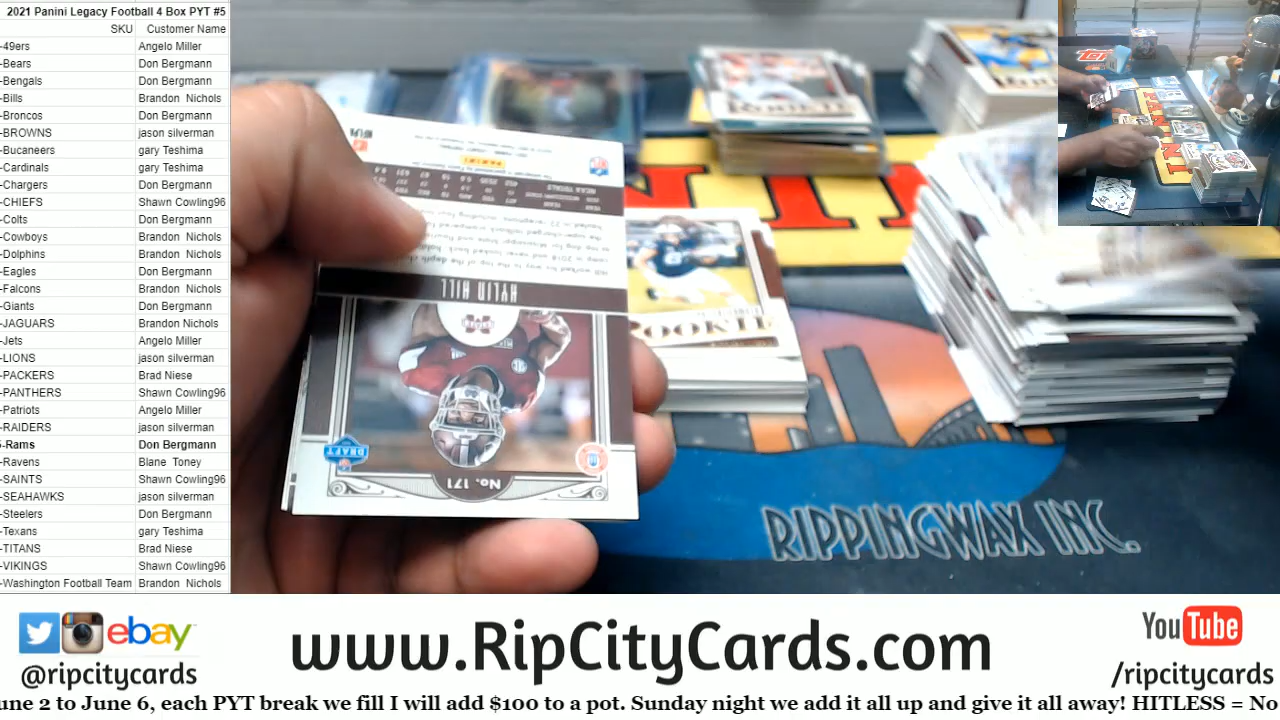 2021 Panini Legacy Football 4 Box PYT #5
SKU Customer Name
-49ers Angelo Miller
-Bears Don Bergmann
-Bengals Don Bergmann
-Bills Brandon Nichols
-Broncos Don Bergmann
-BROWNS jason silverman
-Bucaneers gary Teshima
-Cardinals gary Teshima
-Chargers Don Bergmann
-CHIEFS Shawn Cowling96
-Colts Don Bergmann
-Cowboys Brandon Nichols
-Dolphins Brandon Nichols
-Eagles Don Bergmann
-Falcons Brandon Nichols
-Giants Don Bergmann
-JAGUARS Brandon Nichols
-Jets Angelo Miller
-LIONS jason silverman
-PACKERS Brad Niese
-PANTHERS Shawn Cowling96
-Patriots Angelo Miller
-RAIDERS jason silverman
-Rams Don Bergmann
-Ravens Blane Toney
-SAINTS Shawn Cowling96
-SEAHAWKS jason silverman
-Steelers Don Bergmann
-Texans gary Teshima
-TITANS Brad Niese
-VIKINGS Shawn Cowling96
-Washington Football Team Brandon Nichols
ROOKIE
KYLIN HILL
DRAFT
No. 171
PANINI
RIPPINGWAX INC.
ebay
@ripcitycards
www.RipCityCards.com
YouTube
/ripcitycards
une 2 to June 6, each PYT break we fill I will add $100 to a pot. Sunday night we add it all up and give it all away! HITLESS = No